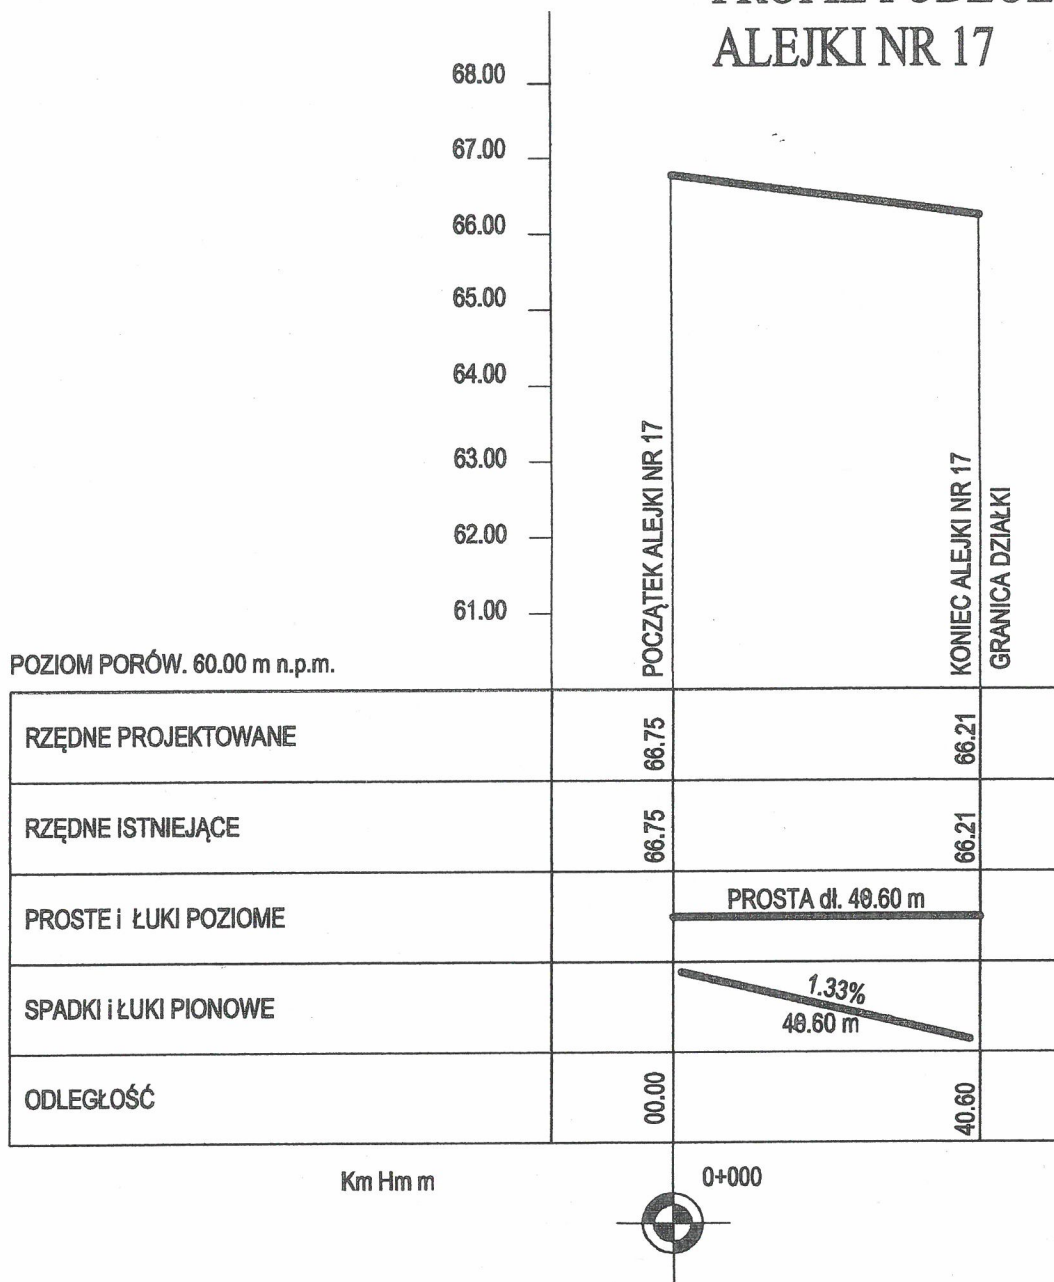 ALEJKI NR 17
68.00
67.00
66.00
65.00
64.00
63.00
62.00
61.00
POCZĄTEK ALEJKI NR 17
KONIEC ALEJKI NR 17
GRANICA DZIAŁKI
POZIOM PORÓW. 60.00 m n.p.m.
RZĘDNE PROJEKTOWANE
66.75
66.21
RZĘDNE ISTNIEJĄCE
66.75
66.21
PROSTE i ŁUKI POZIOME
PROSTA dł. 40.60 m
SPADKI i ŁUKI PIONOWE
1.33%
40.60 m
ODLEGŁOŚĆ
00.00
40.60
Km Hm m
0+000